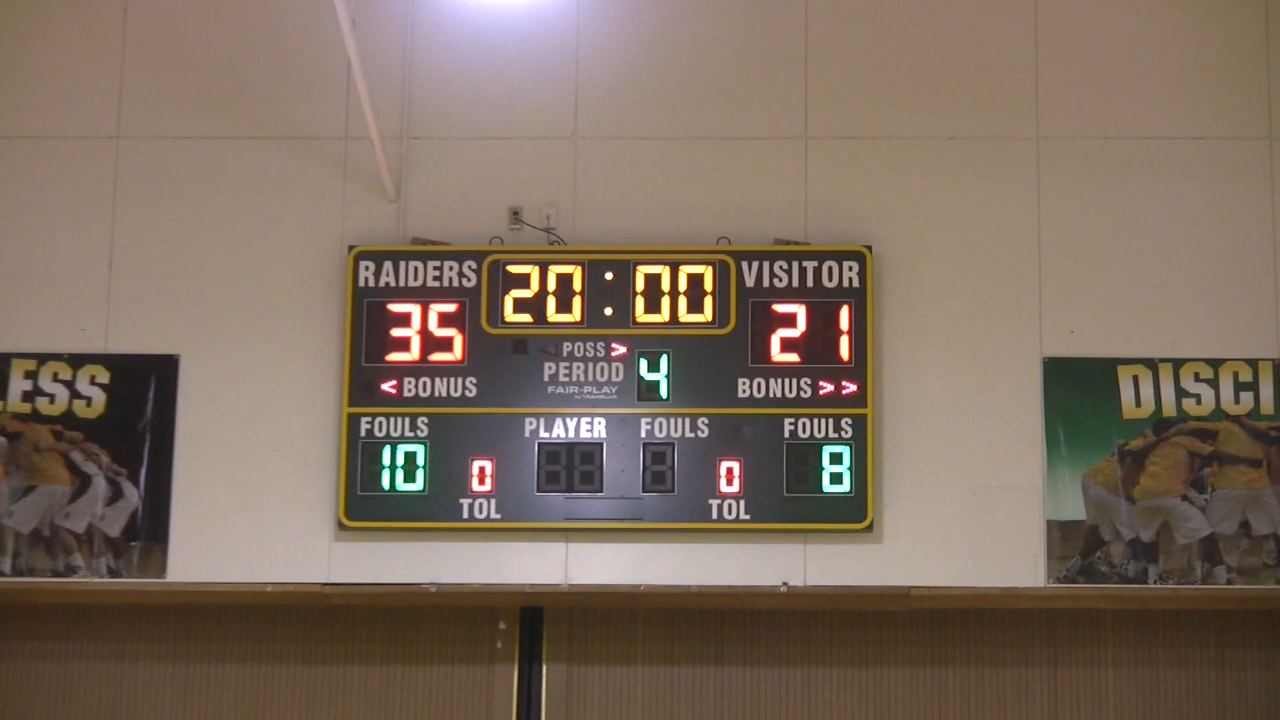 RAIDERS 20:00 VISITOR
35 21
POSS >
PERIOD 4
FAIR-PLAY
< BONUS BONUS > >
FOULS PLAYER FOULS FOULS
10 0 0 8
TOL TOL
LESS
DISCI